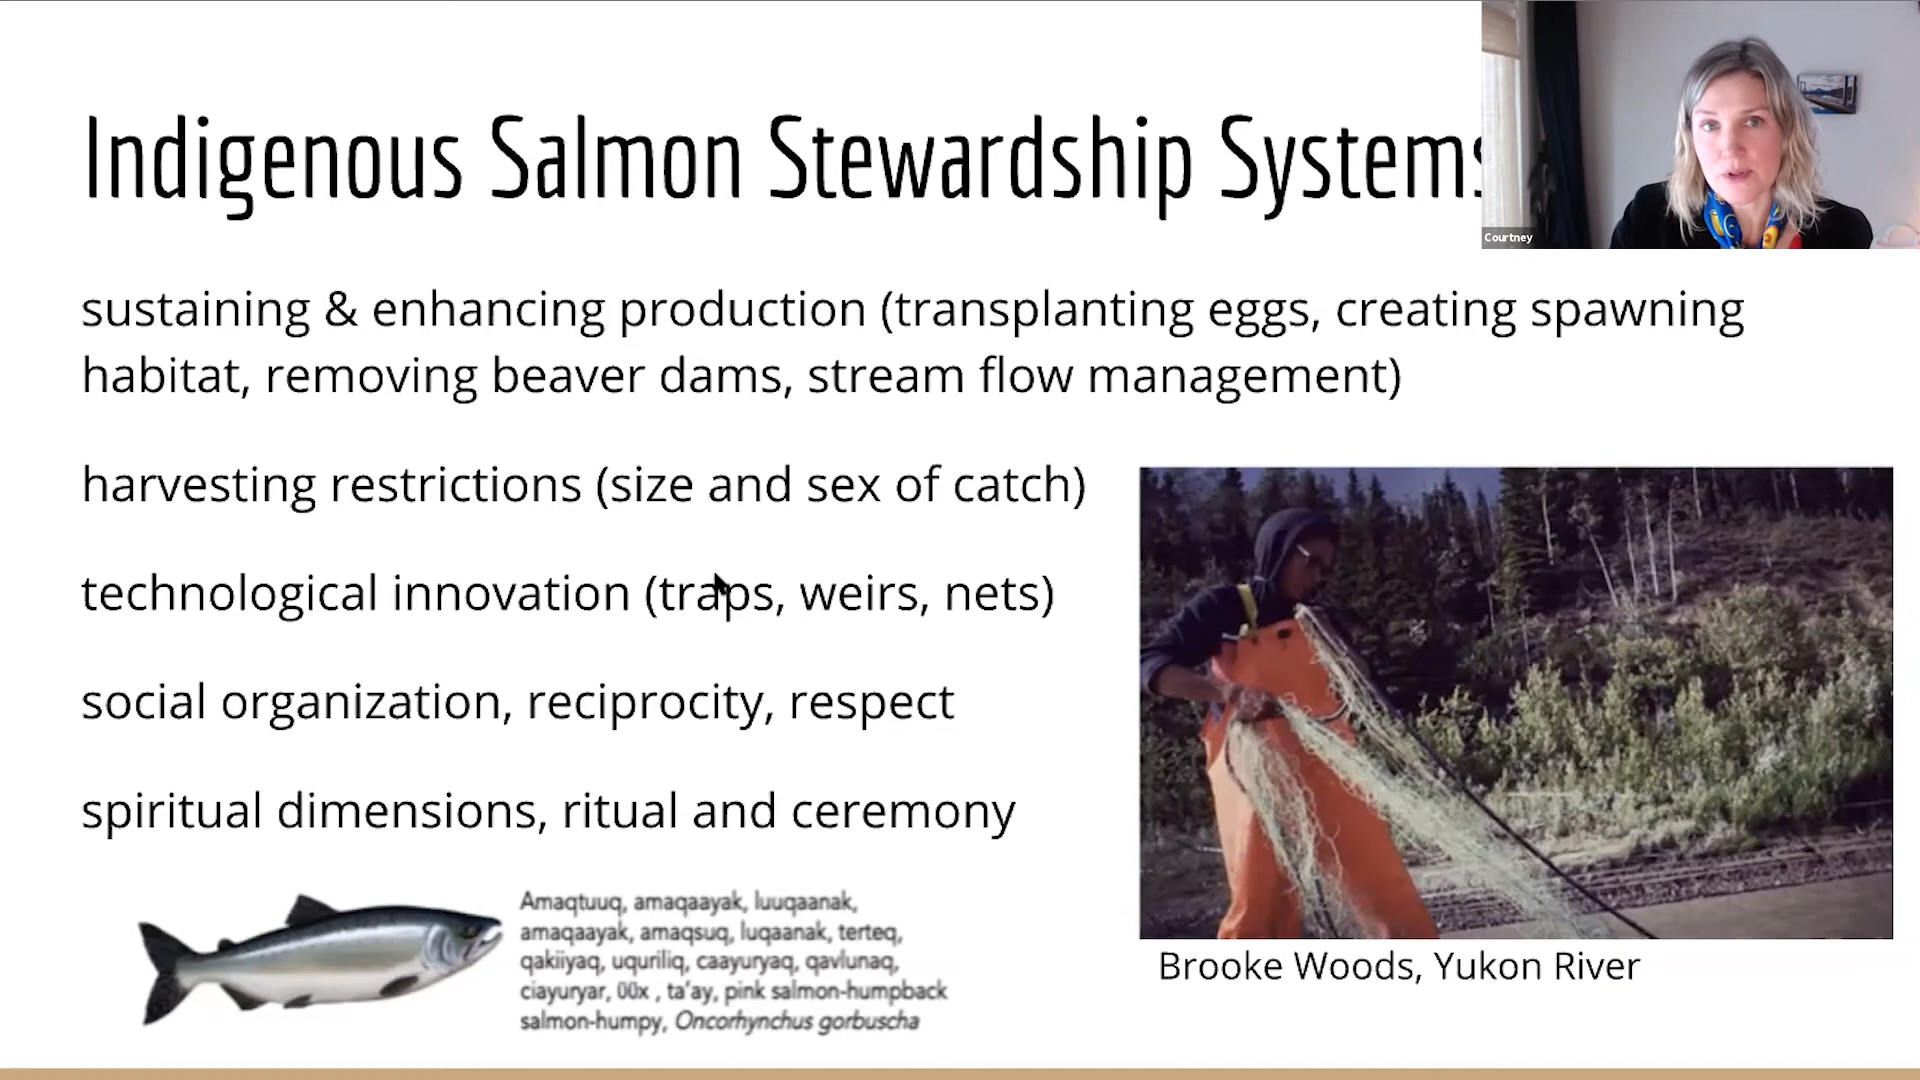 Indigenous Salmon Stewardship Systems
Courtney
sustaining & enhancing production (transplanting eggs, creating spawning
habitat, removing beaver dams, stream flow management)
harvesting restrictions (size and sex of catch)
technological innovation (traps, weirs, nets)
social organization, reciprocity, respect
spiritual dimensions, ritual and ceremony
Amaqtuuq, amaqaayak, luuqaanak,
amaqaayak, amaqsuq, luqaanak, terteq,
qakiiyaq, uquriliq, caayuryaq, qavlunaq,
ciayuryar, ta'ay, pink salmon-humpback
salmon-humpy, Oncorhynchus gorbuscha
Brooke Woods, Yukon River